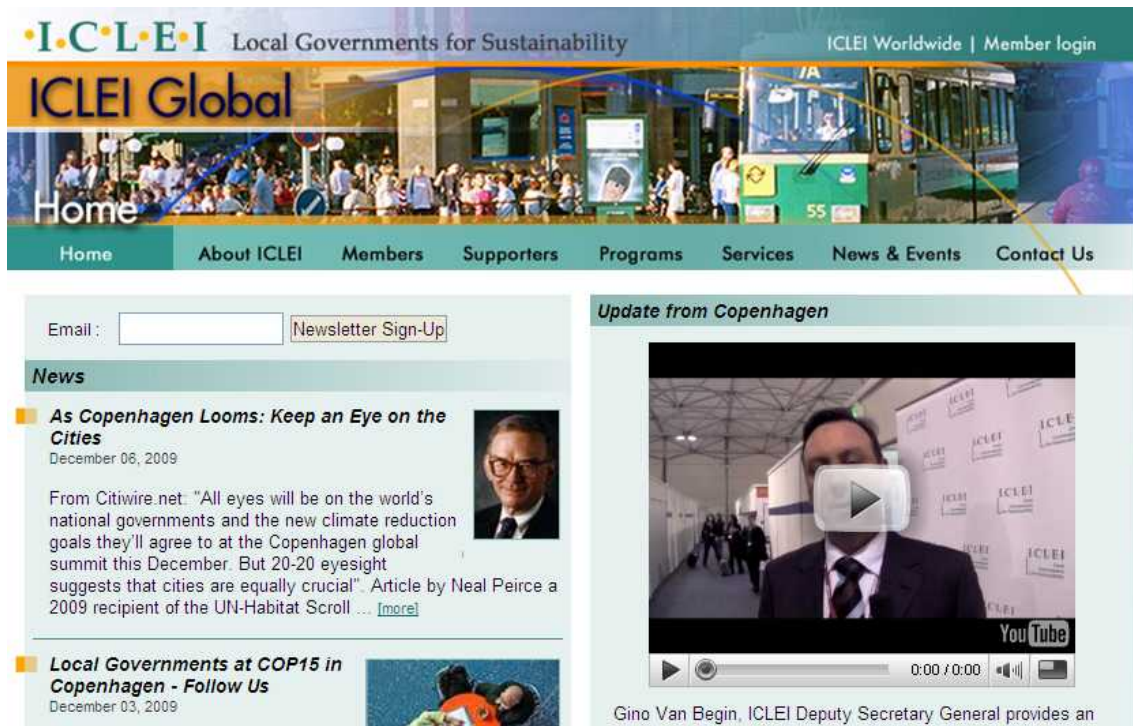 I·C·L·E·I Local Governments for Sustainability
ICLEI Worldwide | Member login
ICLEI Global
7A
55
Home
Home About ICLEI Members Supporters Programs Services News & Events Contact Us
Email :
Newsletter Sign-Up
News
As Copenhagen Looms: Keep an Eye on the
Cities
December 06, 2009
From Citiwire.net: "All eyes will be on the world's
national governments and the new climate reduction
goals they'll agree to at the Copenhagen global
summit this December. But 20-20 eyesight
suggests that cities are equally crucial". Article by Neal Peirce a
2009 recipient of the UN-Habitat Scroll ... [more]
Local Governments at COP15 in
Copenhagen - Follow Us
December 03, 2009
Update from Copenhagen
ICLEI
ICLEI
ICLEI
ICLEI
YouTube
0:00 / 0:00
Gino Van Begin, ICLEI Deputy Secretary General provides an